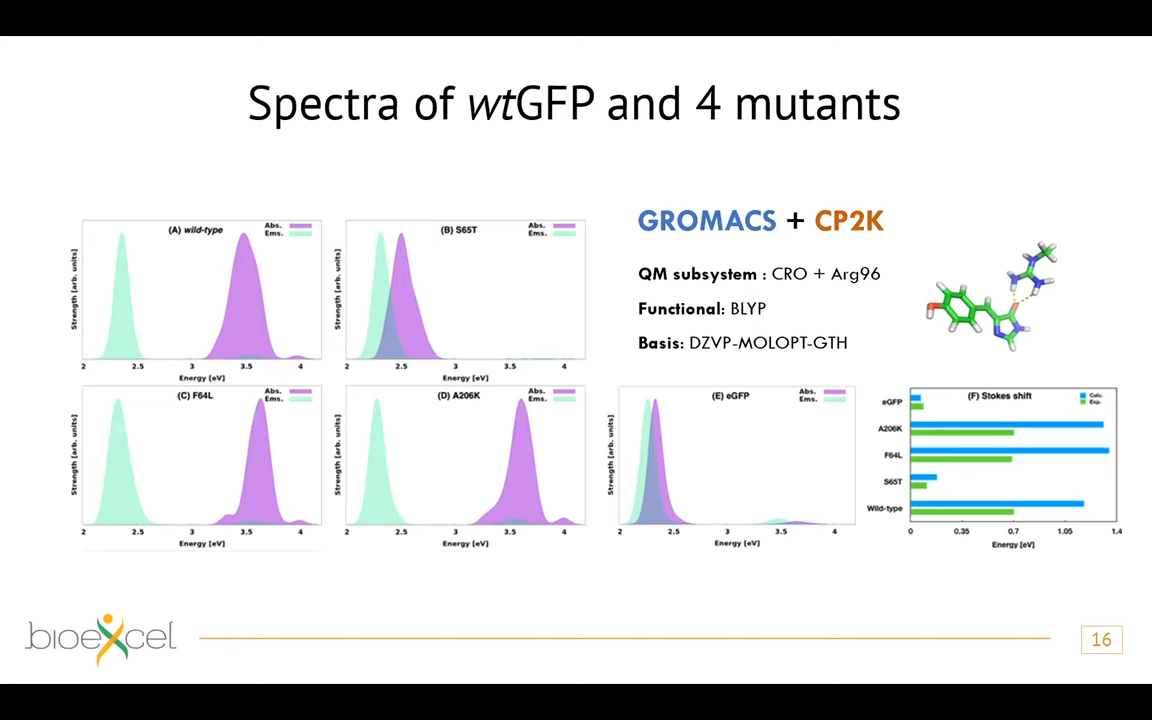 Spectra of wtGFP and 4 mutants
GROMACS + CP2K
QM subsystem : CRO + Arg96
Functional: BLYP
Basis: DZVP-MOLOPT-GTH
(A) wild-type
Abs.
Ems.
Strength [arb. units]
2 2.5 3 3.5 4
Energy [eV]
(B) S65T
Abs.
Ems.
Strength [arb. units]
2 2.5 3 3.5 4
Energy [eV]
(C) F64L
Abs.
Ems.
Strength [arb. units]
2 2.5 3 3.5 4
Energy [eV]
(D) A206K
Abs.
Ems.
Strength [arb. units]
2 2.5 3 3.5 4
Energy [eV]
(E) eGFP
Abs.
Ems.
Strength [arb. units]
2 2.5 3 3.5 4
Energy [eV]
(F) Stokes shift
Calc.
Exp.
eGFP
A206K
F64L
S65T
Wild-type
0 0.35 0.7 1.05 1.4
Energy [eV]
bioexcel
16